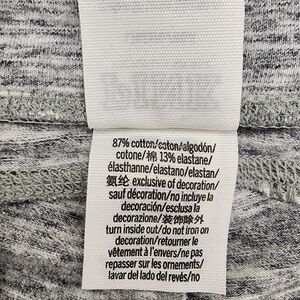 87% cotton/coton/algodón/
cotone/棉 13% elastane/
élasthanne/elastano/elastan/
氨纶 exclusive of decoration/
sauf décoration/no incluye la
decoración/esclusa la
decorazione/装饰除外
turn inside out/do not iron on
decoration/retourner le
vêtement à l'envers/ne pas
repasser sur les ornements/
lavar del lado del revés/no